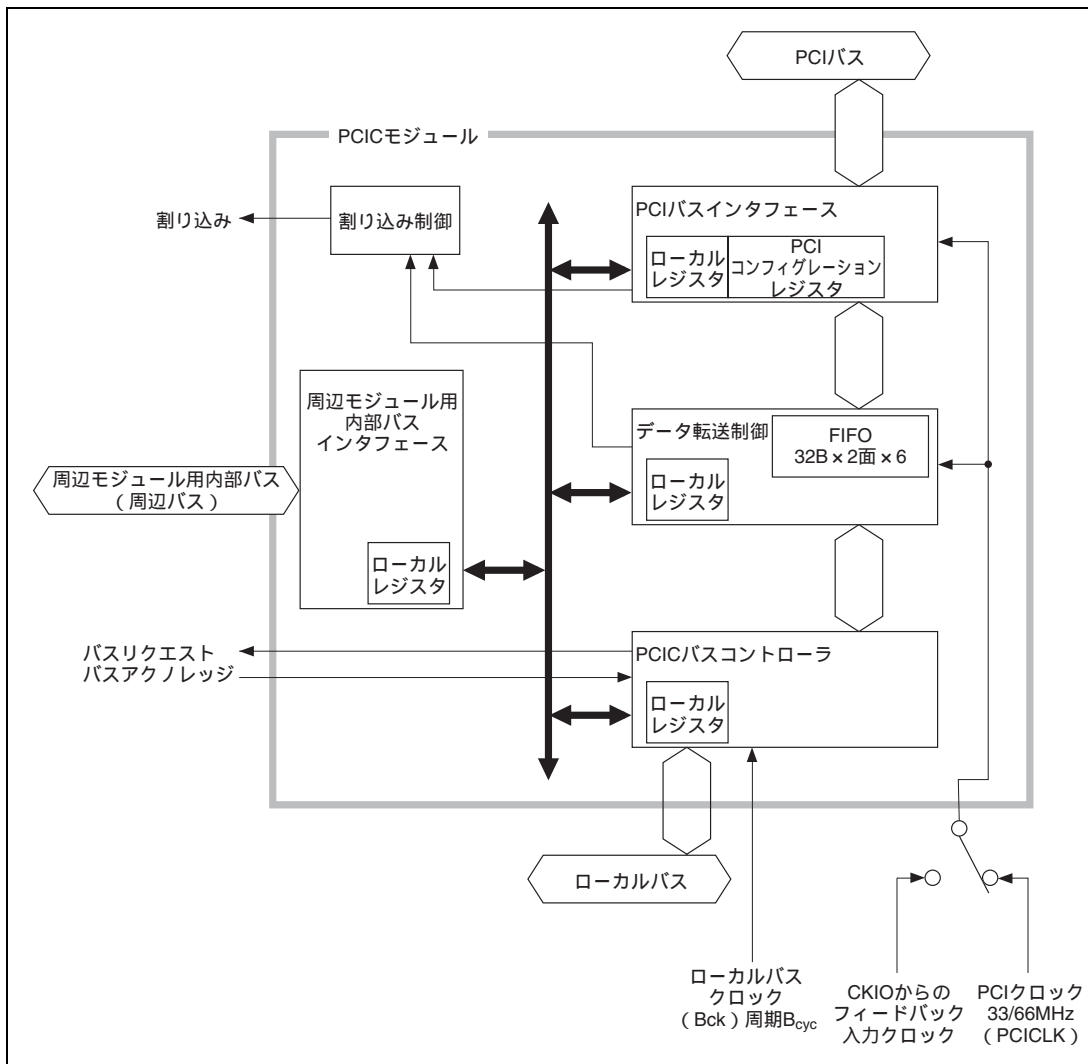 PCIバス
PCICモジュール
割り込み
割り込み制御
PCIバスインタフェース
ローカル
レジスタ
PCI
コンフィグレーション
レジスタ
周辺モジュール用
内部バス
インタフェース
ローカル
レジスタ
周辺モジュール用内部バス
(周辺バス)
データ転送制御
FIFO
32B×2面×6
ローカル
レジスタ
バスリクエスト
バスアクノレッジ
PCICバスコントローラ
ローカル
レジスタ
ローカルバス
ローカルバス
クロック
(Bck)周期Bcyc
CKIOからの
フィードバック
入力クロック
PCIクロック
33/66MHz
(PCICLK)